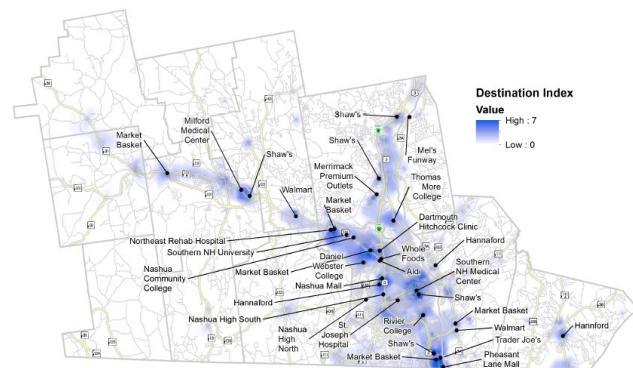 Destination Index
Value
High : 7
Low : 0
Shaw's
Mel's
Funway
Shaw's
Merrimack
Premium
Outlets
Thomas
More
College
Milford
Medical
Center
Market
Basket
Shaw's
Walmart
Market
Basket
Dartmouth
Hitchcock Clinic
Northeast Rehab Hospital
Southern NH University
Nashua
Community
College
Market Basket
Daniel
Webster
College
Whole
Foods
Aldi
Hannaford
Nashua Mall
Southern
NH Medical
Center
Hannaford
Shaw's
Nashua High South
Nashua
High
North
St.
Joseph
Hospital
Rivier
College
Market Basket
Walmart
Hannford
Shaw's
Trader Joe's
Market Basket
Pheasant
Lane Mall